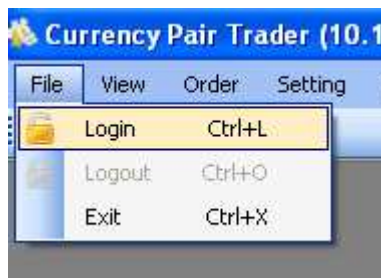 Currency Pair Trader (10.1
File View Order Setting
Login Ctrl+L
Logout Ctrl+O
Exit Ctrl+X